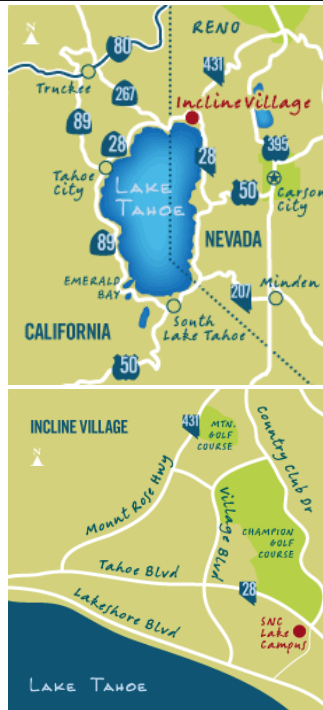 N
RENO
80
Truckee
431
267
Incline Village
89
28
395
Tahoe
City
28
LAKE
TAHOE
50
Carson
City
89
NEVADA
EMERALD
BAY
207
Minden
South
Lake Tahoe
CALIFORNIA
50
INCLINE VILLAGE
N
431
MTN.
GOLF
COURSE
Country Club Dr
Mount Rose Hwy
Village Blvd
CHAMPION
GOLF
COURSE
Tahoe Blvd
28
Lakeshore Blvd
SNC
Lake
Campus
LAKE TAHOE